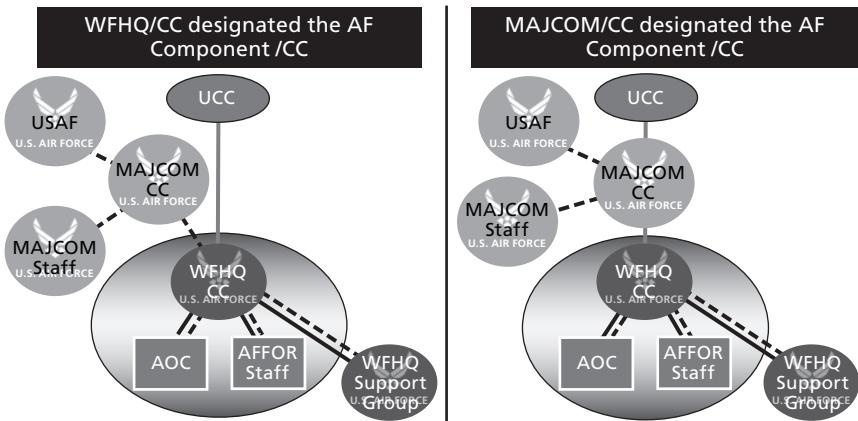 WFHQ/CC designated the AF
Component /CC
UCC
USAF
U.S. AIR FORCE
MAJCOM
CC
U.S. AIR FORCE
MAJCOM
Staff
U.S. AIR FORCE
WFHQ
CC
U.S. AIR FORCE
AOC
AFFOR
Staff
WFHQ
Support
Group
U.S. AIR FORCE
MAJCOM/CC designated the AF
Component /CC
UCC
USAF
U.S. AIR FORCE
MAJCOM
CC
U.S. AIR FORCE
MAJCOM
Staff
U.S. AIR FORCE
WFHQ
CC
U.S. AIR FORCE
AOC
AFFOR
Staff
WFHQ
Support
Group
U.S. AIR FORCE